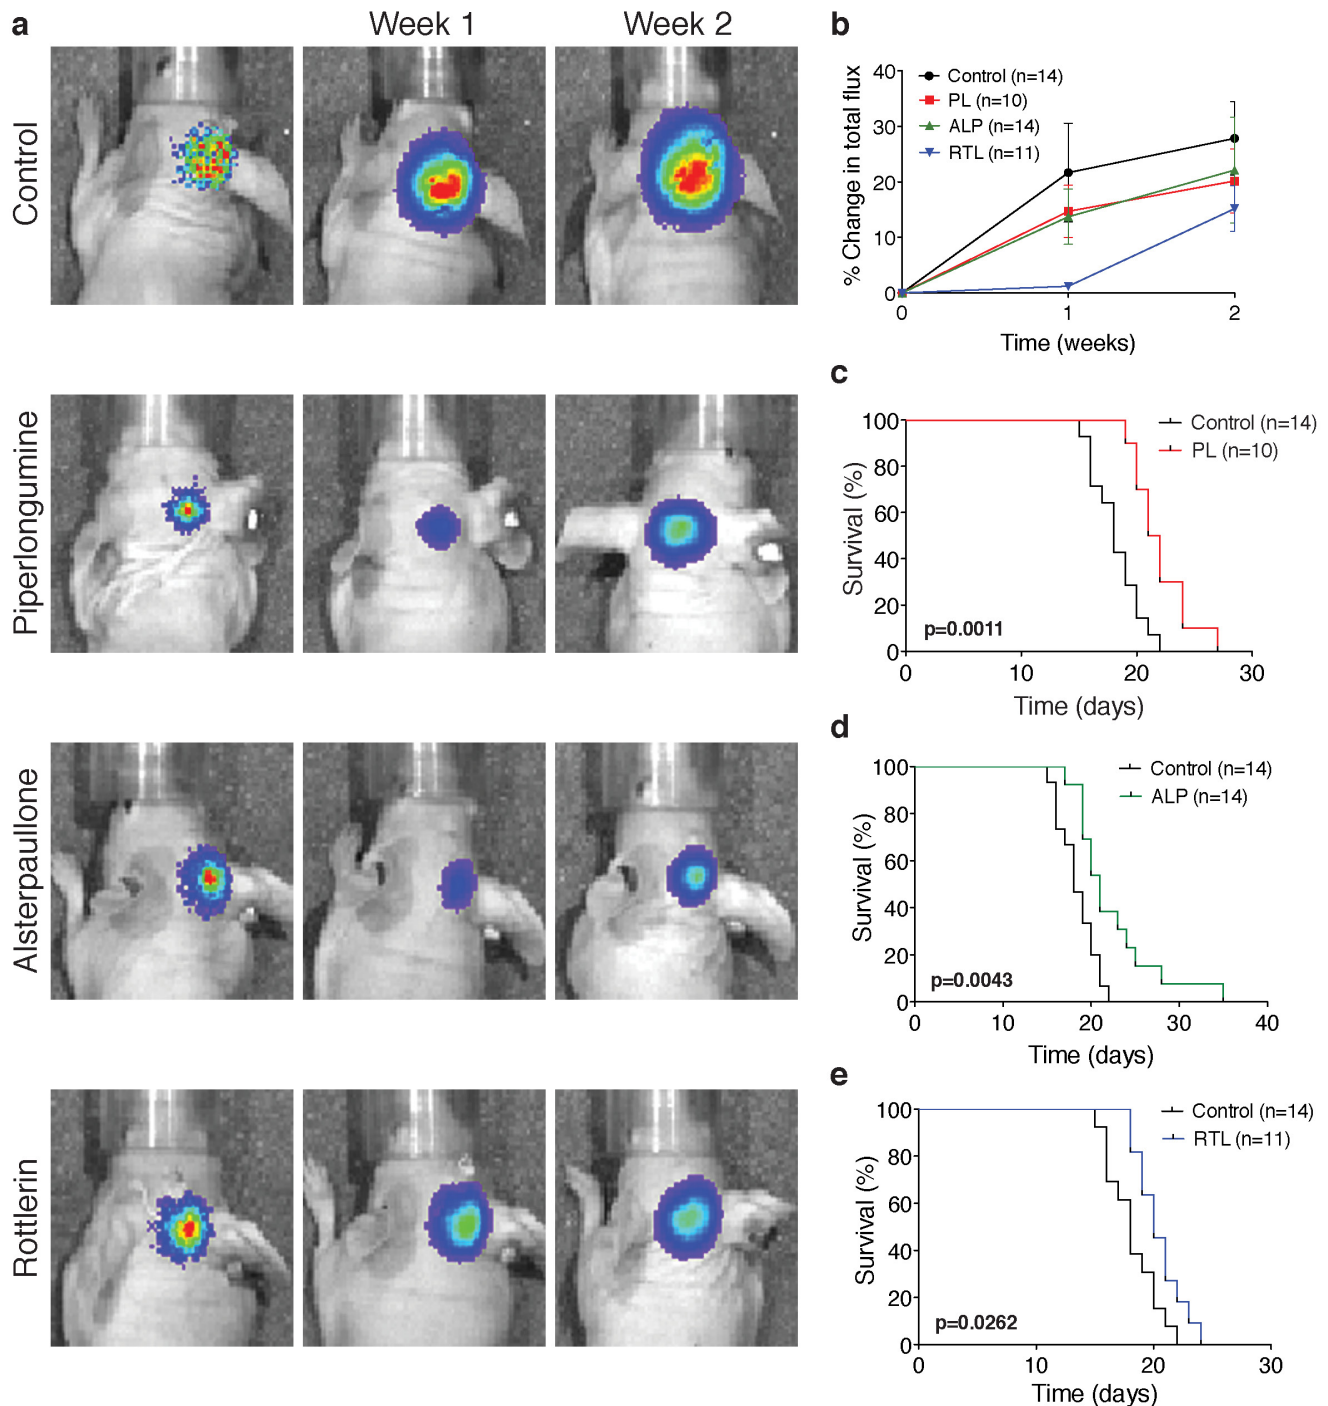 a
Week 1
Week 2
Control
Piperlongumine
Alsterpaullone
Rottlerin
b
% Change in total flux
40
30
20
10
0
Control (n=14)
PL (n=10)
ALP (n=14)
RTL (n=11)
0 1 2
Time (weeks)
c
Survival (%)
100
80
60
40
20
0
Control (n=14)
PL (n=10)
p=0.0011
0 10 20 30
Time (days)
d
Survival (%)
100
80
60
40
20
0
Control (n=14)
ALP (n=14)
p=0.0043
0 10 20 30 40
Time (days)
e
Survival (%)
100
80
60
40
20
0
Control (n=14)
RTL (n=11)
p=0.0262
0 10 20 30
Time (days)